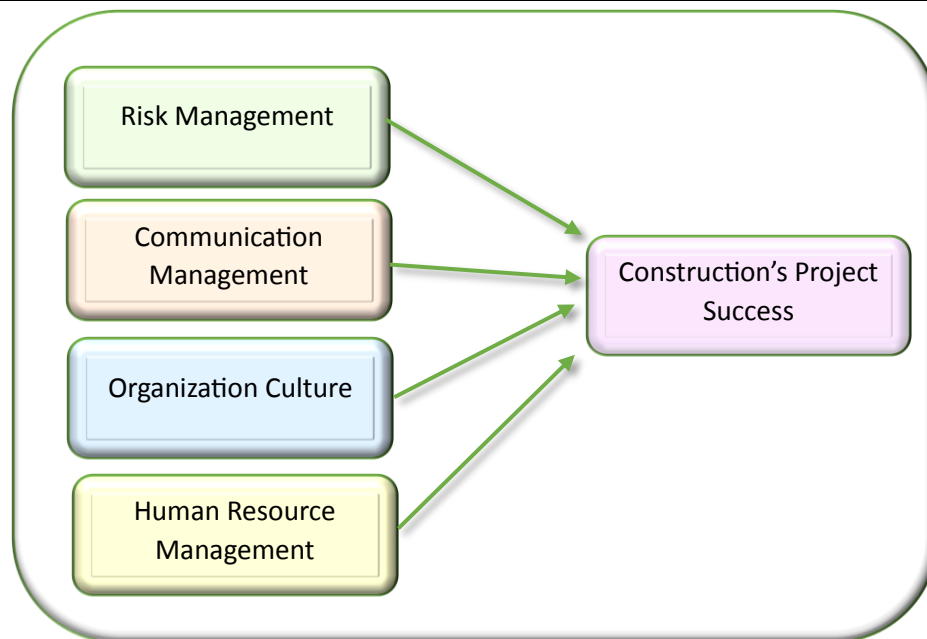 Risk Management
Communication
Management
Organization Culture
Human Resource
Management
Construction’s Project
Success